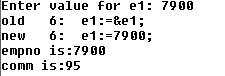 Enter value for e1: 7900
old   6:  e1:=&e1;
new   6:  e1:=7900;
empno is:7900
comm is:95